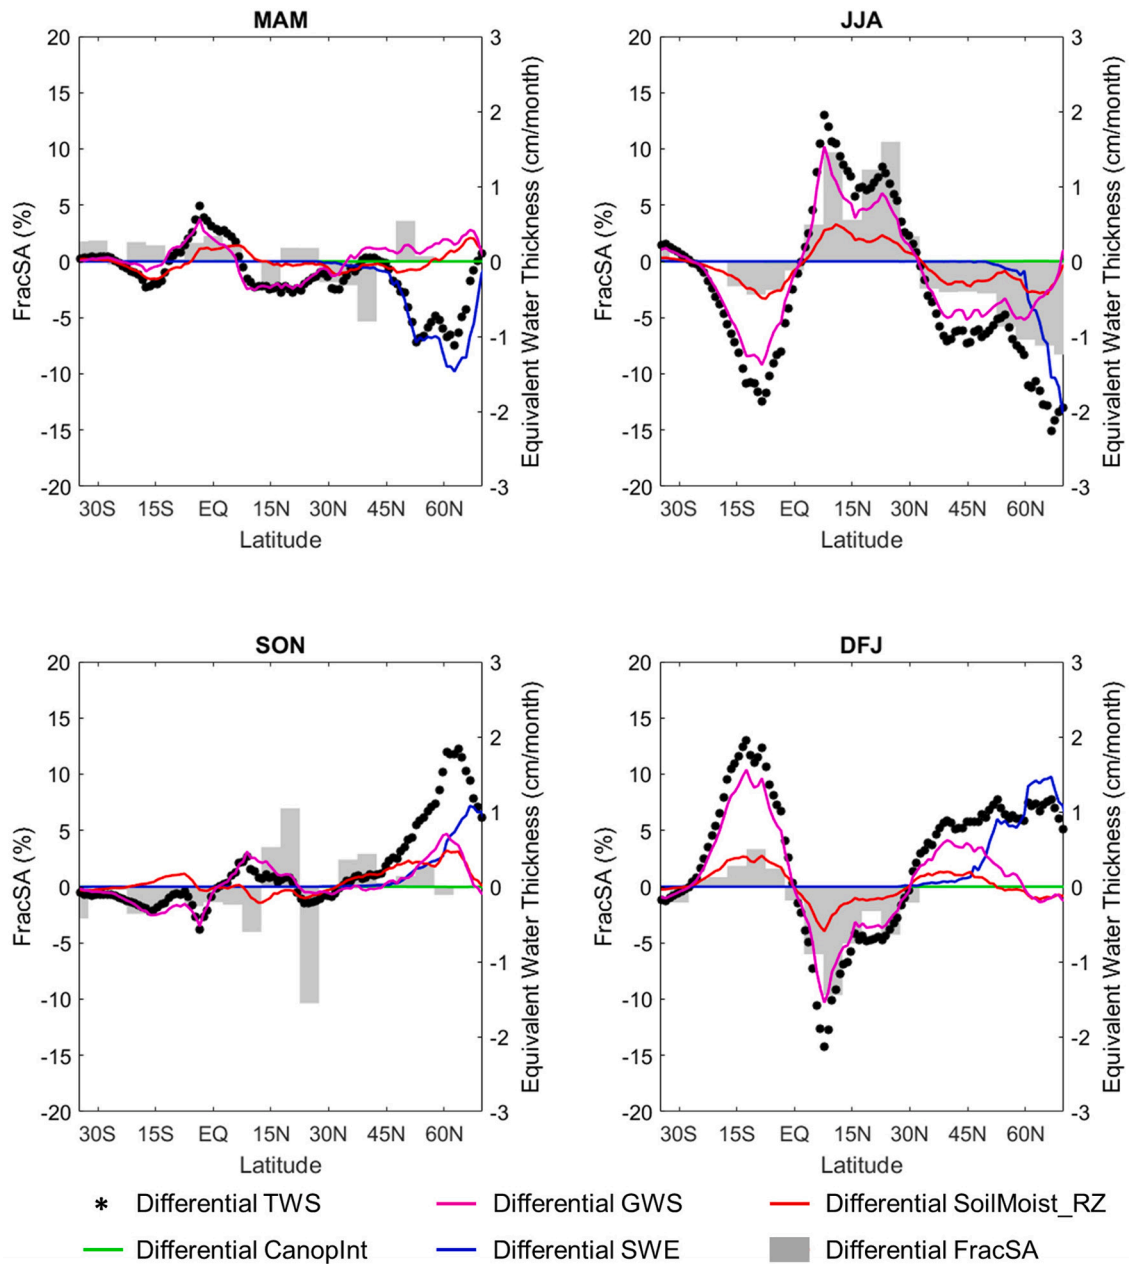 MAM
20
15
10
5
0
-5
-10
-15
-20
FracSA (%)
3
2
1
0
-1
-2
-3
Equivalent Water Thickness (cm/month)
30S 15S EQ 15N 30N 45N 60N
Latitude
JJA
20
15
10
5
0
-5
-10
-15
-20
FracSA (%)
3
2
1
0
-1
-2
-3
Equivalent Water Thickness (cm/month)
30S 15S EQ 15N 30N 45N 60N
Latitude
SON
20
15
10
5
0
-5
-10
-15
-20
FracSA (%)
3
2
1
0
-1
-2
-3
Equivalent Water Thickness (cm/month)
30S 15S EQ 15N 30N 45N 60N
Latitude
DFJ
20
15
10
5
0
-5
-10
-15
-20
FracSA (%)
3
2
1
0
-1
-2
-3
Equivalent Water Thickness (cm/month)
30S 15S EQ 15N 30N 45N 60N
Latitude
* Differential TWS Differential GWS Differential SoilMoist_RZ
Differential CanopInt Differential SWE Differential FracSA